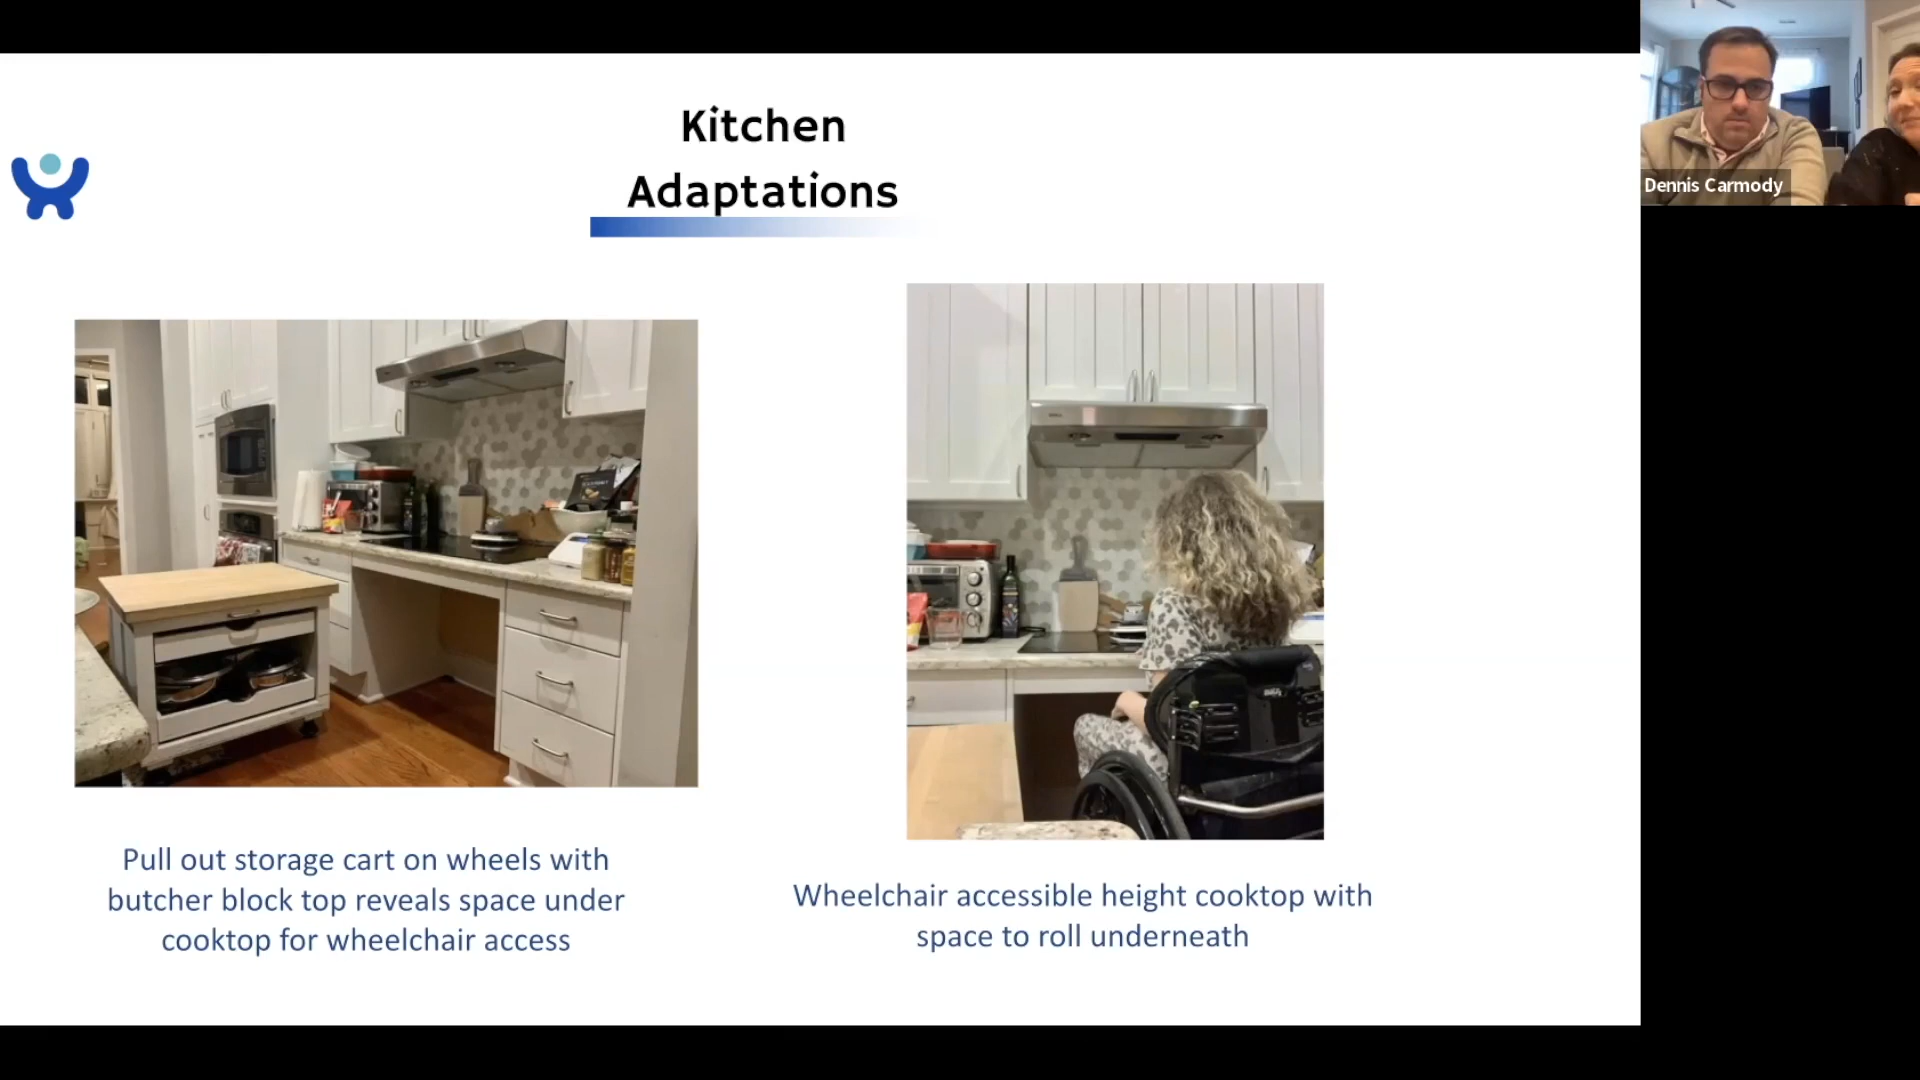 Kitchen
Adaptations
Dennis Carmody
Pull out storage cart on wheels with
butcher block top reveals space under
cooktop for wheelchair access
Wheelchair accessible height cooktop with
space to roll underneath